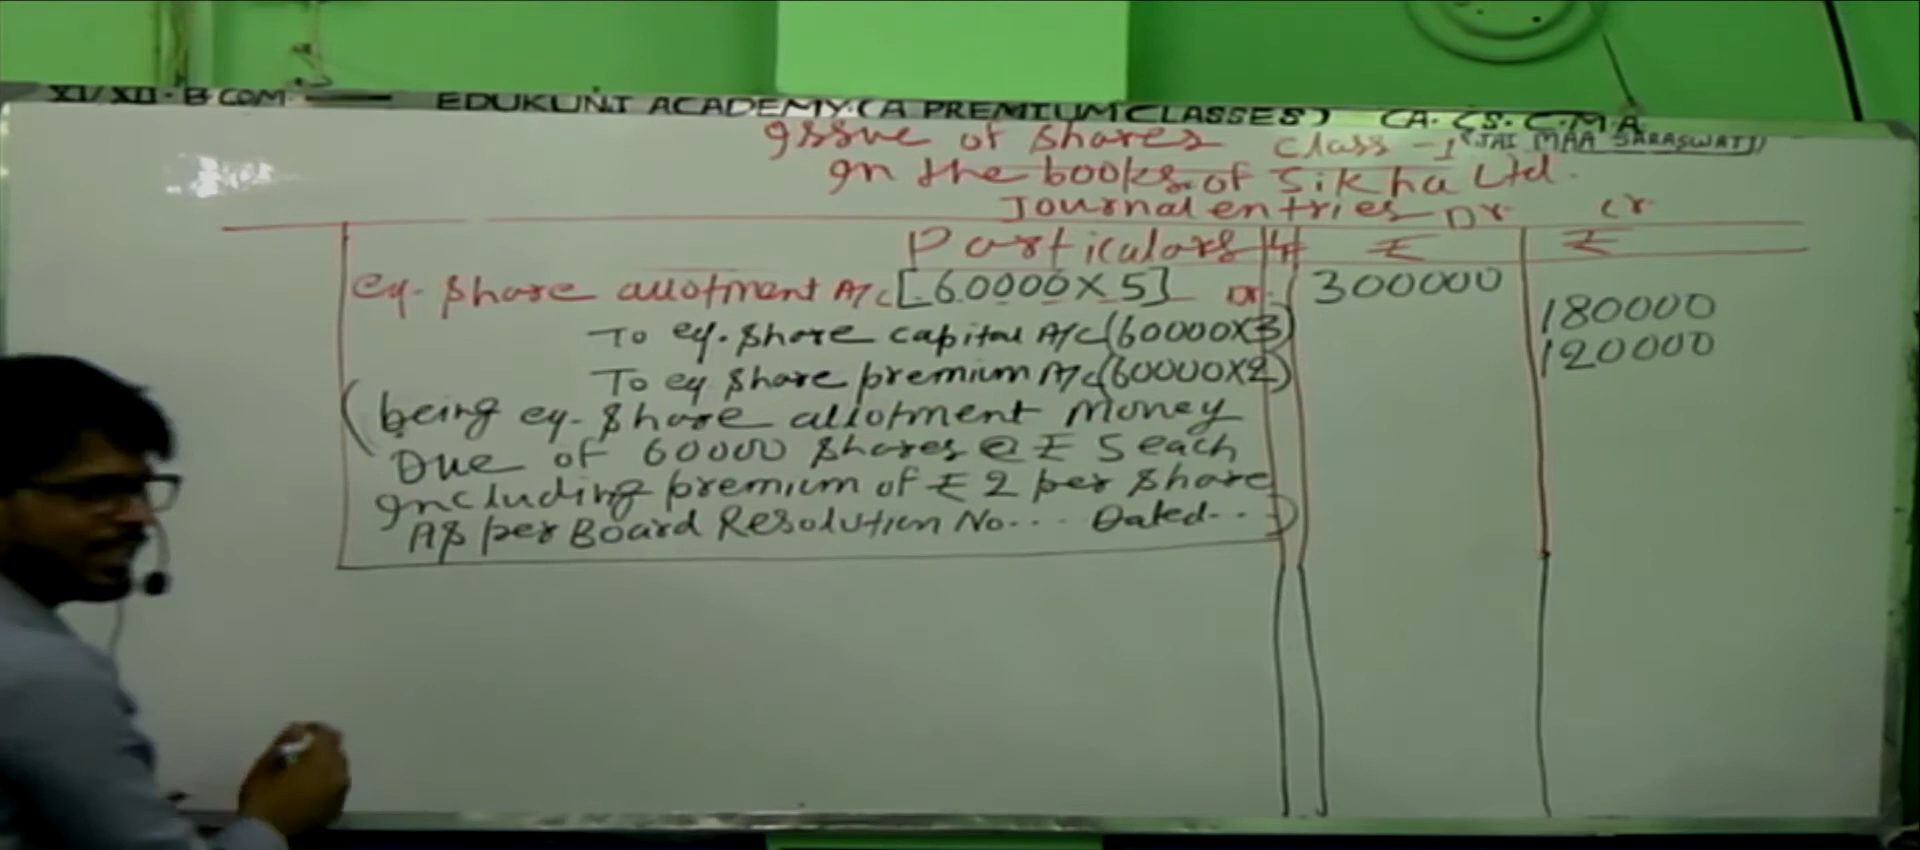 XI/XII. B.COM — EDUKUNJ ACADEMY. (A PREMIUM CLASSES) CA. CS. C.M.A
Issue of Shares Class -1 (JAI MAA SARASWATI)
In the books of Sikha Ltd.
Journal entries Dr. Cr.
Particulars LF ₹ ₹
eq. Share allotment A/c [60000×5] Dr. 300000
To eq. Share capital A/c (60000×3) 180000
To eq Share premium A/c (60000×2) 120000
(being eq. Share allotment Money
Due of 60000 Shares @ ₹ 5 each
Including premium of ₹ 2 per Share
As per Board Resolution No.... Dated...)